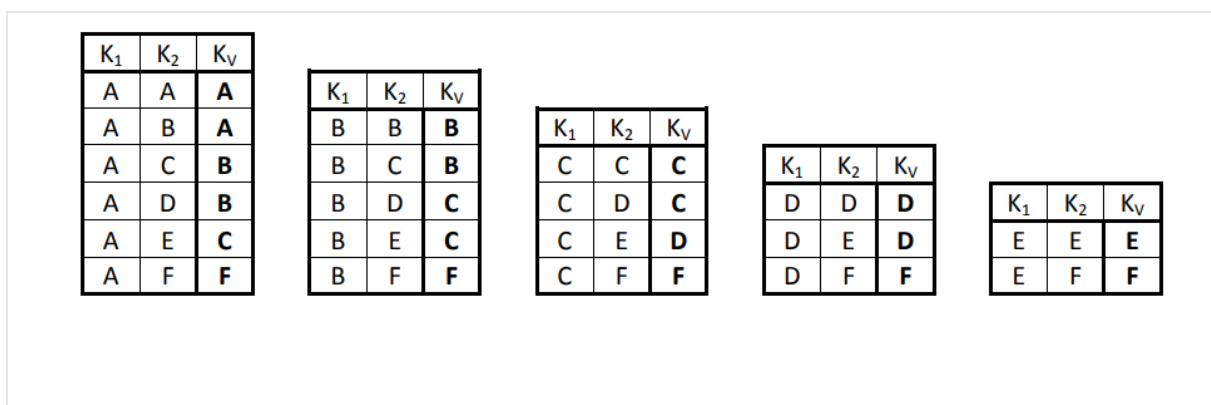 K₁ K₂ Kᵥ
A A A
A B A
A C B
A D B
A E C
A F F
K₁ K₂ Kᵥ
B B B
B C B
B D C
B E C
B F F
K₁ K₂ Kᵥ
C C C
C D C
C E D
C F F
K₁ K₂ Kᵥ
D D D
D E D
D F F
K₁ K₂ Kᵥ
E E E
E F F